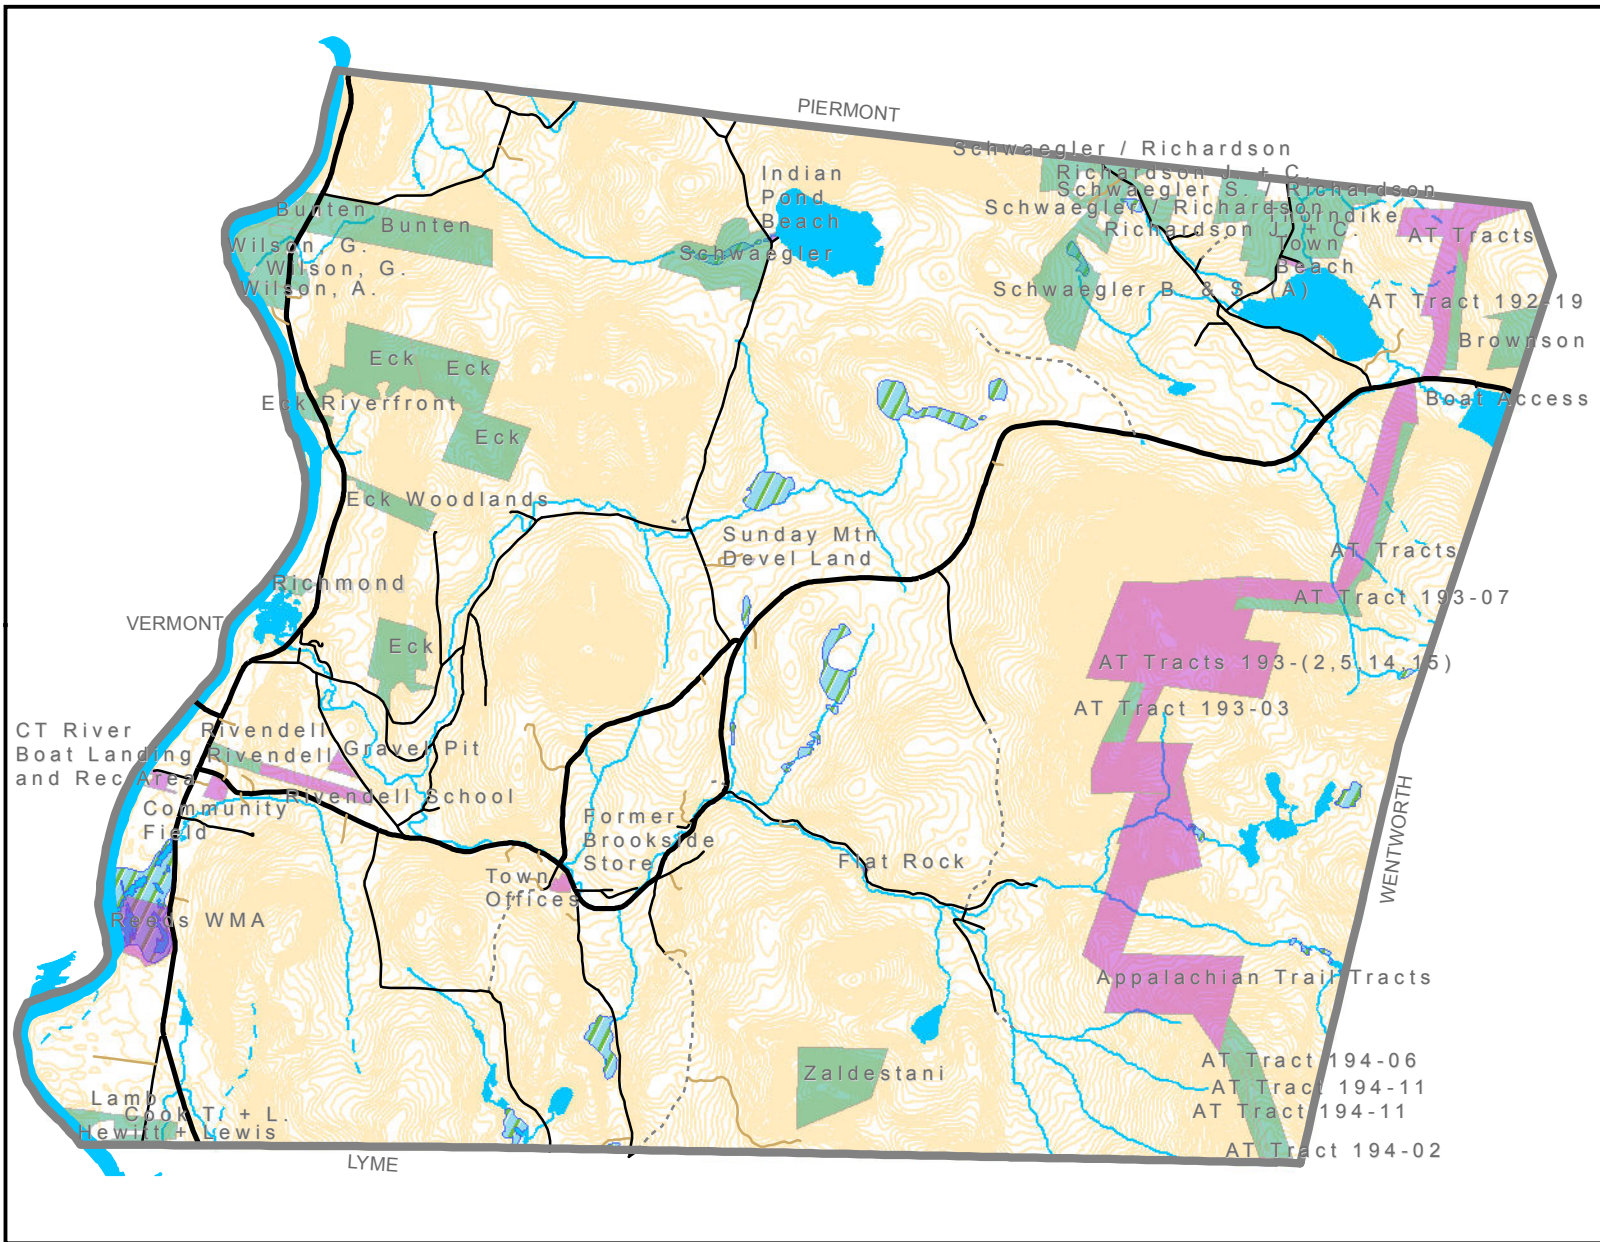 PIERMONT
Schwaegler / Richardson
Richardson J. + C.
Schwaegler S. / Richardson
Schwaegler / Richardson
Thorndike
Richardson J. + C.
Town
Beach
Schwaegler B. & S. (A)
AT Tracts
AT Tract 192-19
Brownson
Boat Access
Indian
Pond
Beach
Schwaegler
Bunten
Bunten
Wilson, G.
Wilson, G.
Wilson, A.
Eck
Eck
Eck Riverfront
Eck
Eck Woodlands
Sunday Mtn
Devel Land
AT Tracts
Richmond
AT Tract 193-07
VERMONT
Eck
AT Tracts 193-(2,5,14,15)
AT Tract 193-03
CT River
Boat Landing
and Rec Area
Rivendell
Rivendell
Gravel Pit
Rivendell School
Community
Field
Former
Brookside
Store
Flat Rock
Town
Offices
WENTWORTH
Reeds WMA
Appalachian Trail Tracts
Zaldestani
AT Tract 194-06
AT Tract 194-11
AT Tract 194-11
AT Tract 194-02
Lamp
Cook T. + L.
Hewitt + Lewis
LYME